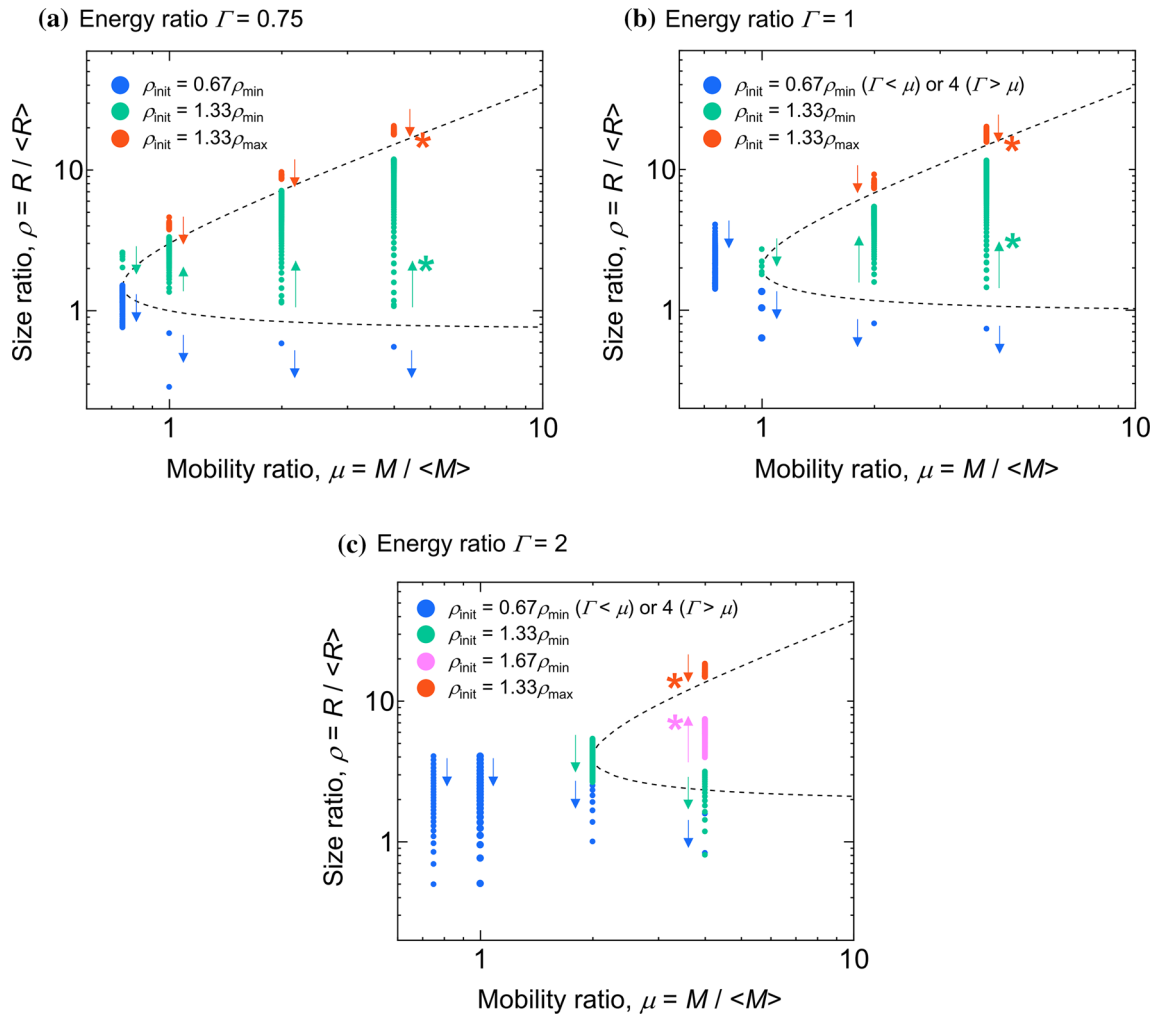 (a) Energy ratio Γ = 0.75
ρinit = 0.67ρmin
ρinit = 1.33ρmin
ρinit = 1.33ρmax
10
1
Size ratio, ρ = R / <R>
1
10
Mobility ratio, μ = M / <M>
(b) Energy ratio Γ = 1
ρinit = 0.67ρmin (Γ < μ) or 4 (Γ > μ)
ρinit = 1.33ρmin
ρinit = 1.33ρmax
10
1
Size ratio, ρ = R / <R>
1
10
Mobility ratio, μ = M / <M>
(c) Energy ratio Γ = 2
ρinit = 0.67ρmin (Γ < μ) or 4 (Γ > μ)
ρinit = 1.33ρmin
ρinit = 1.67ρmin
ρinit = 1.33ρmax
10
1
Size ratio, ρ = R / <R>
1
10
Mobility ratio, μ = M / <M>